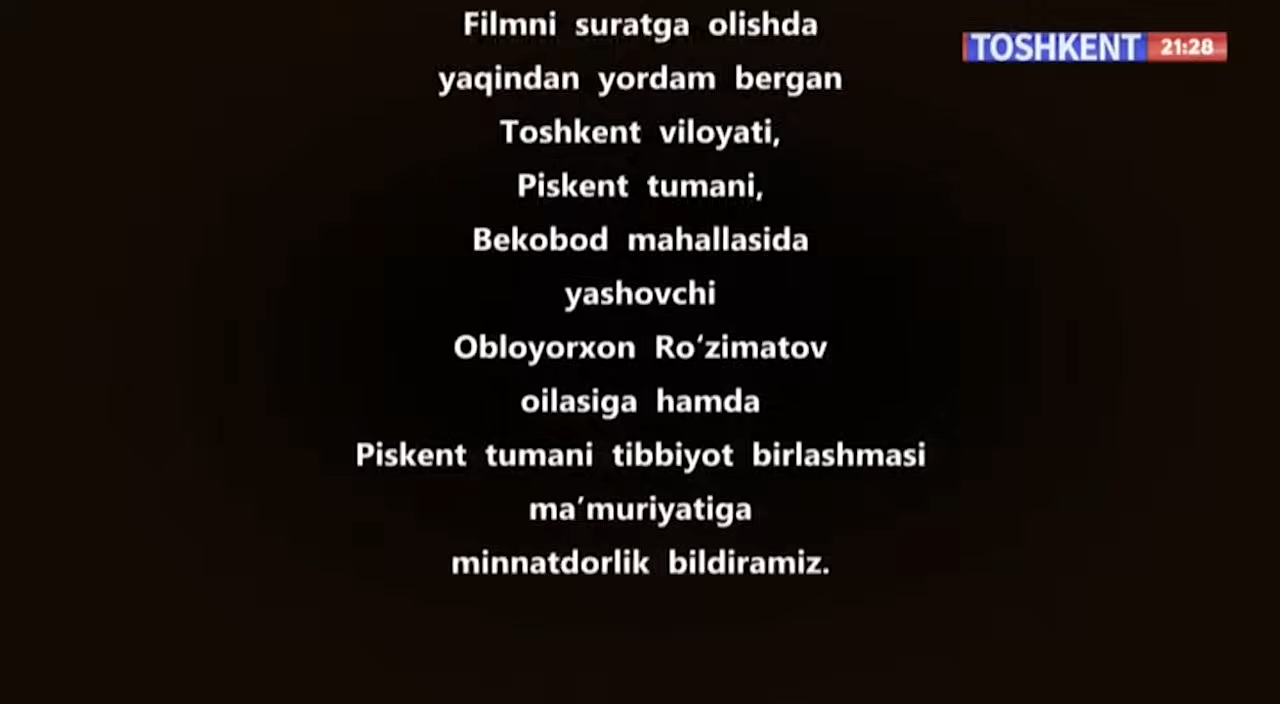 Filmni suratga olishda
yaqindan yordam bergan
Toshkent viloyati,
Piskent tumani,
Bekobod mahallasida
yashovchi
Obloyorxon Ro‘zimatov
oilasiga hamda
Piskent tumani tibbiyot birlashmasi
ma’muriyatiga
minnatdorlik bildiramiz.
TOSHKENT 21:28